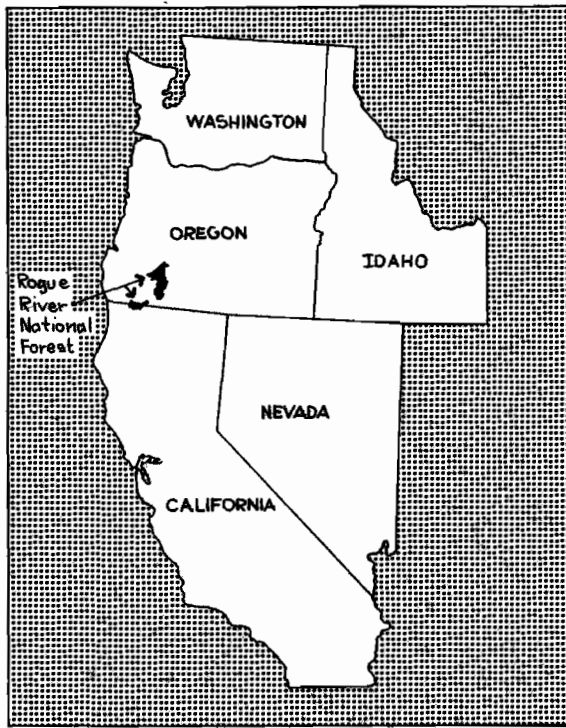 WASHINGTON
OREGON
IDAHO
Rogue
River
National
Forest
NEVADA
CALIFORNIA